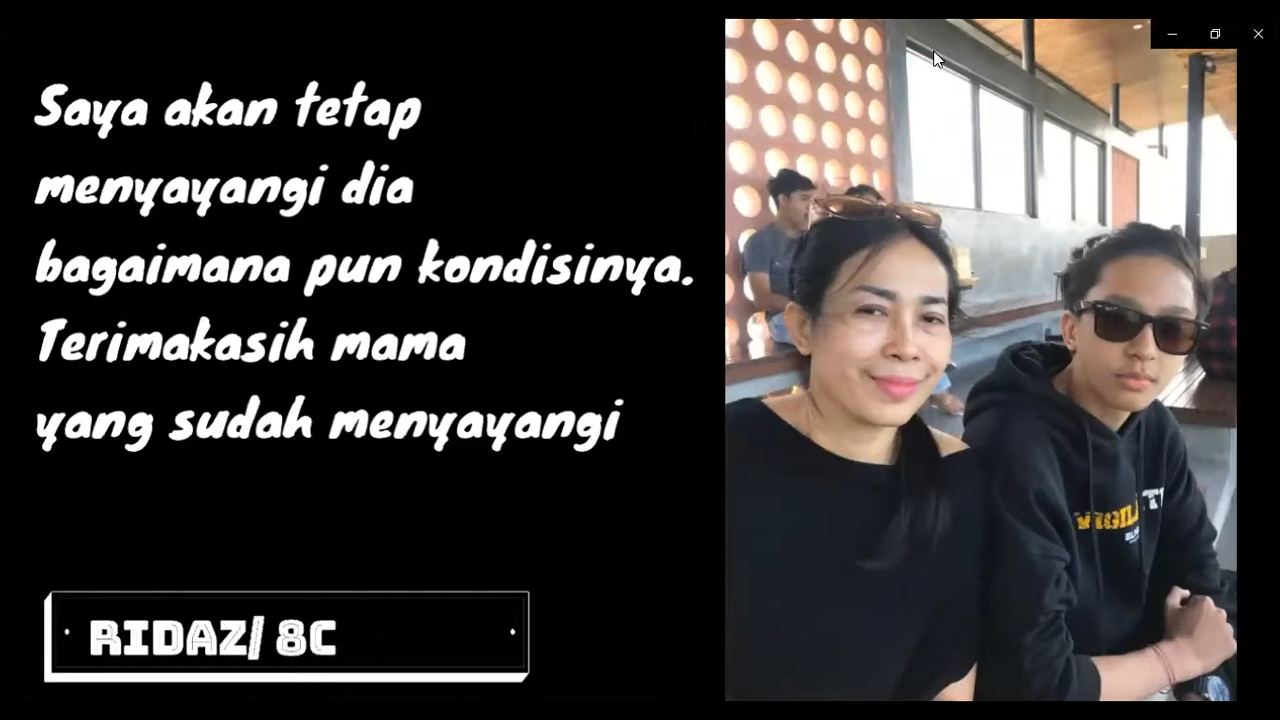 Saya akan tetap
menyayangi dia
bagaimana pun kondisinya.
Terimakasih mama
yang sudah menyayangi
RIDAZ/ 8C